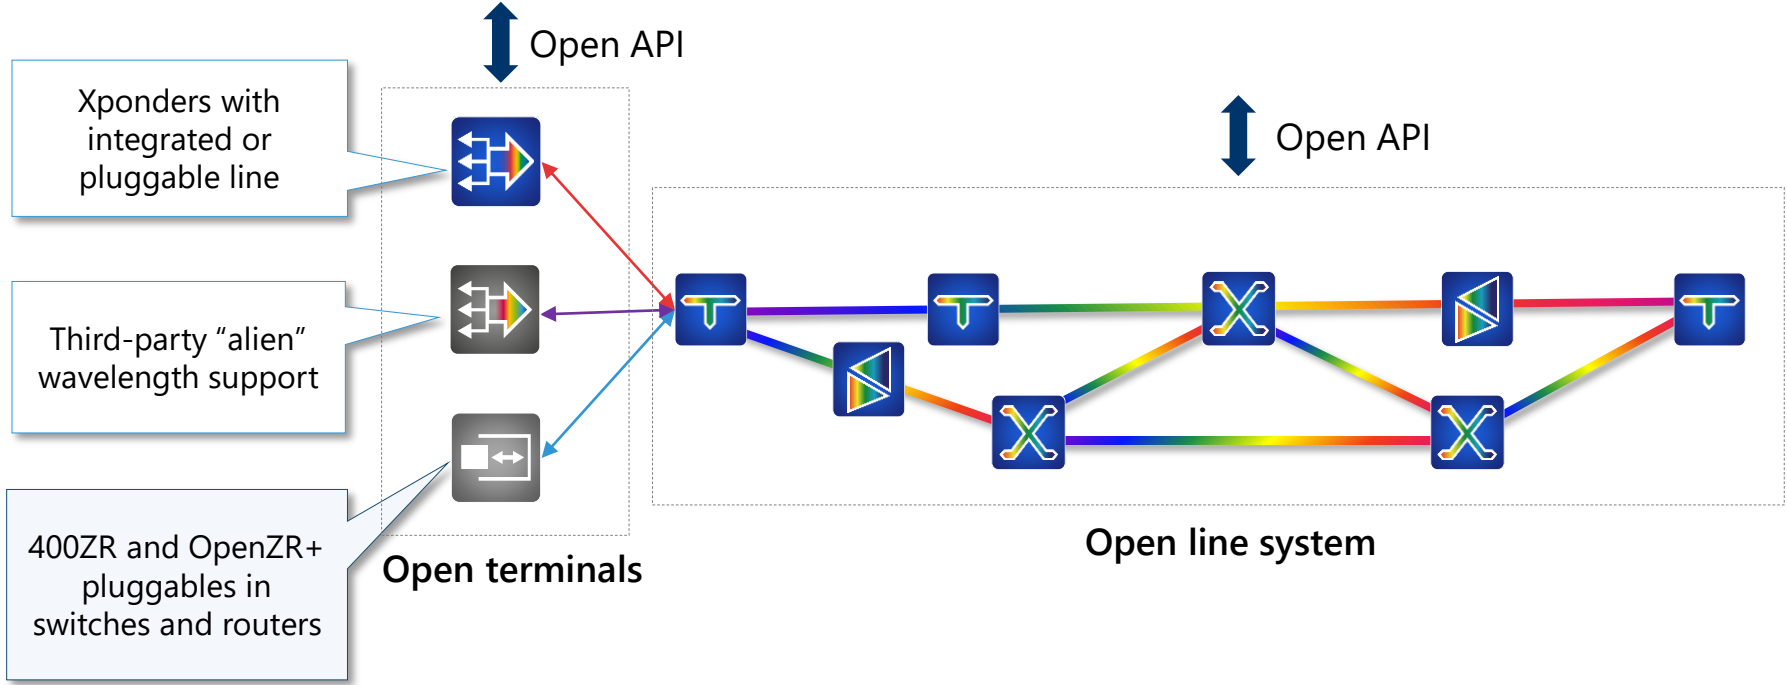 Open API
Xponders with
integrated or
pluggable line
Open API
Third-party “alien”
wavelength support
400ZR and OpenZR+
pluggables in
switches and routers
Open terminals
Open line system